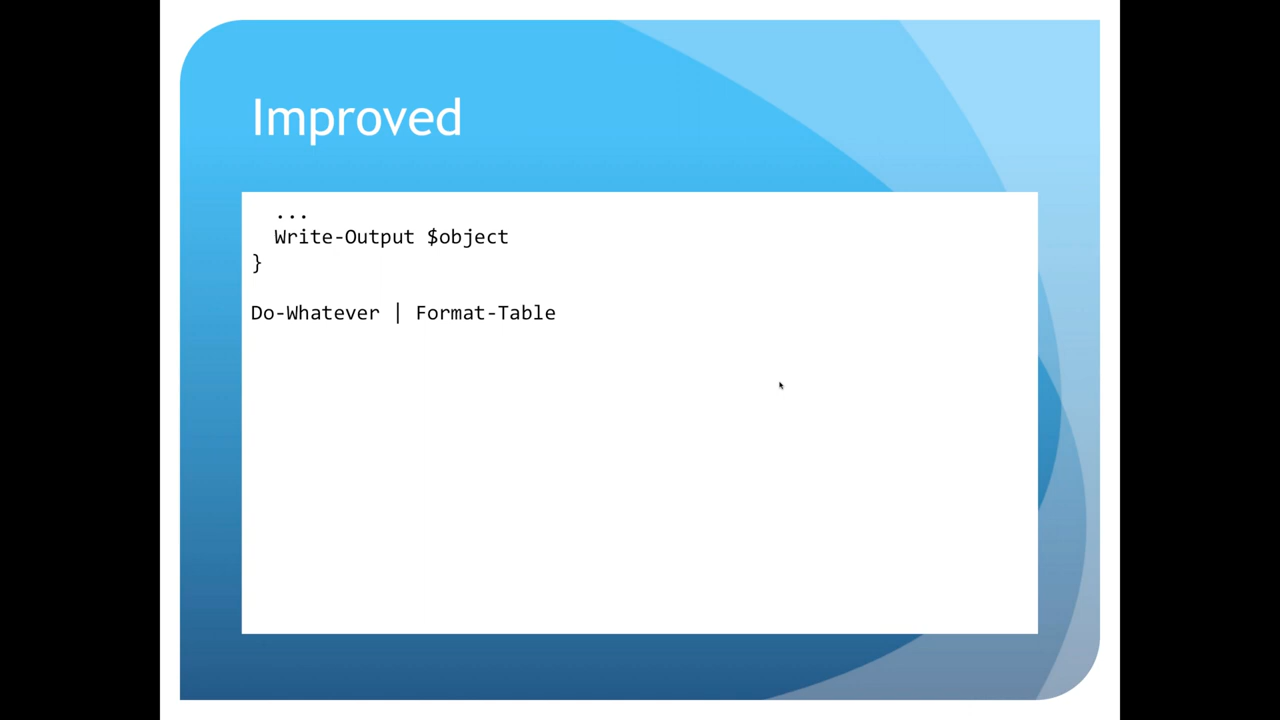 Improved
...
Write-Output $object
}
Do-Whatever | Format-Table